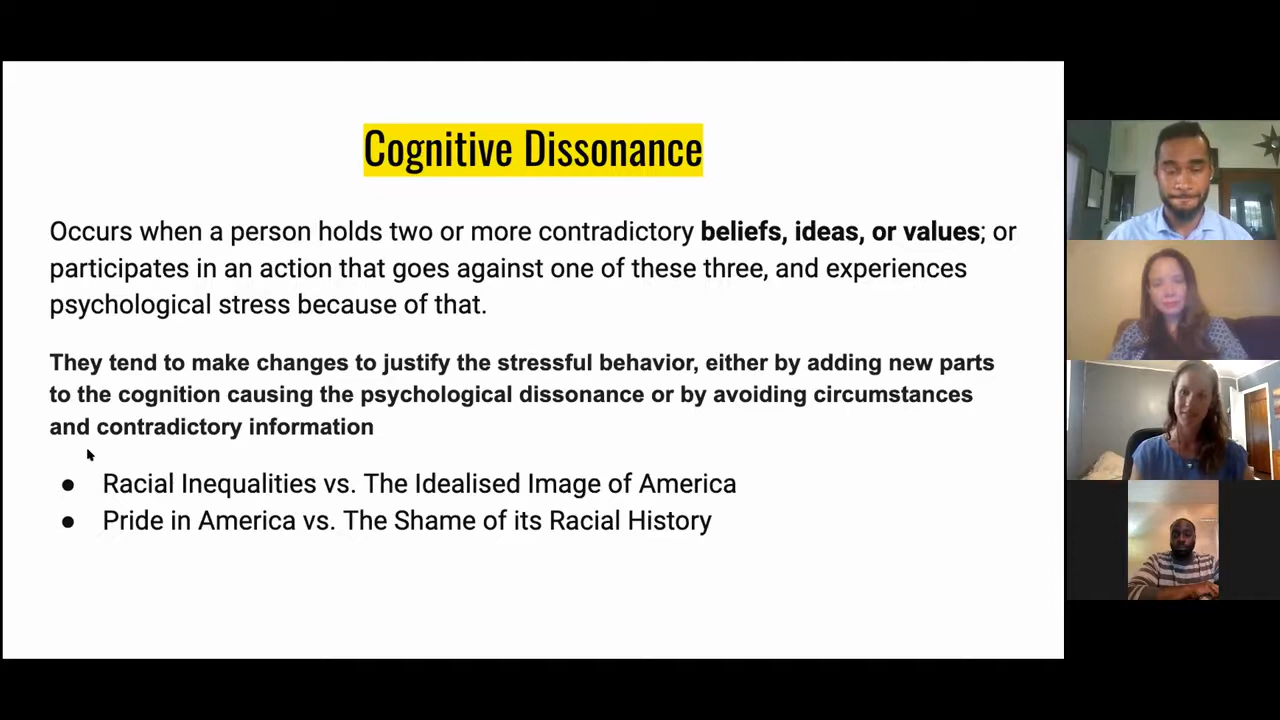 Cognitive Dissonance
Occurs when a person holds two or more contradictory beliefs, ideas, or values; or
participates in an action that goes against one of these three, and experiences
psychological stress because of that.
They tend to make changes to justify the stressful behavior, either by adding new parts
to the cognition causing the psychological dissonance or by avoiding circumstances
and contradictory information
● Racial Inequalities vs. The Idealised Image of America
● Pride in America vs. The Shame of its Racial History